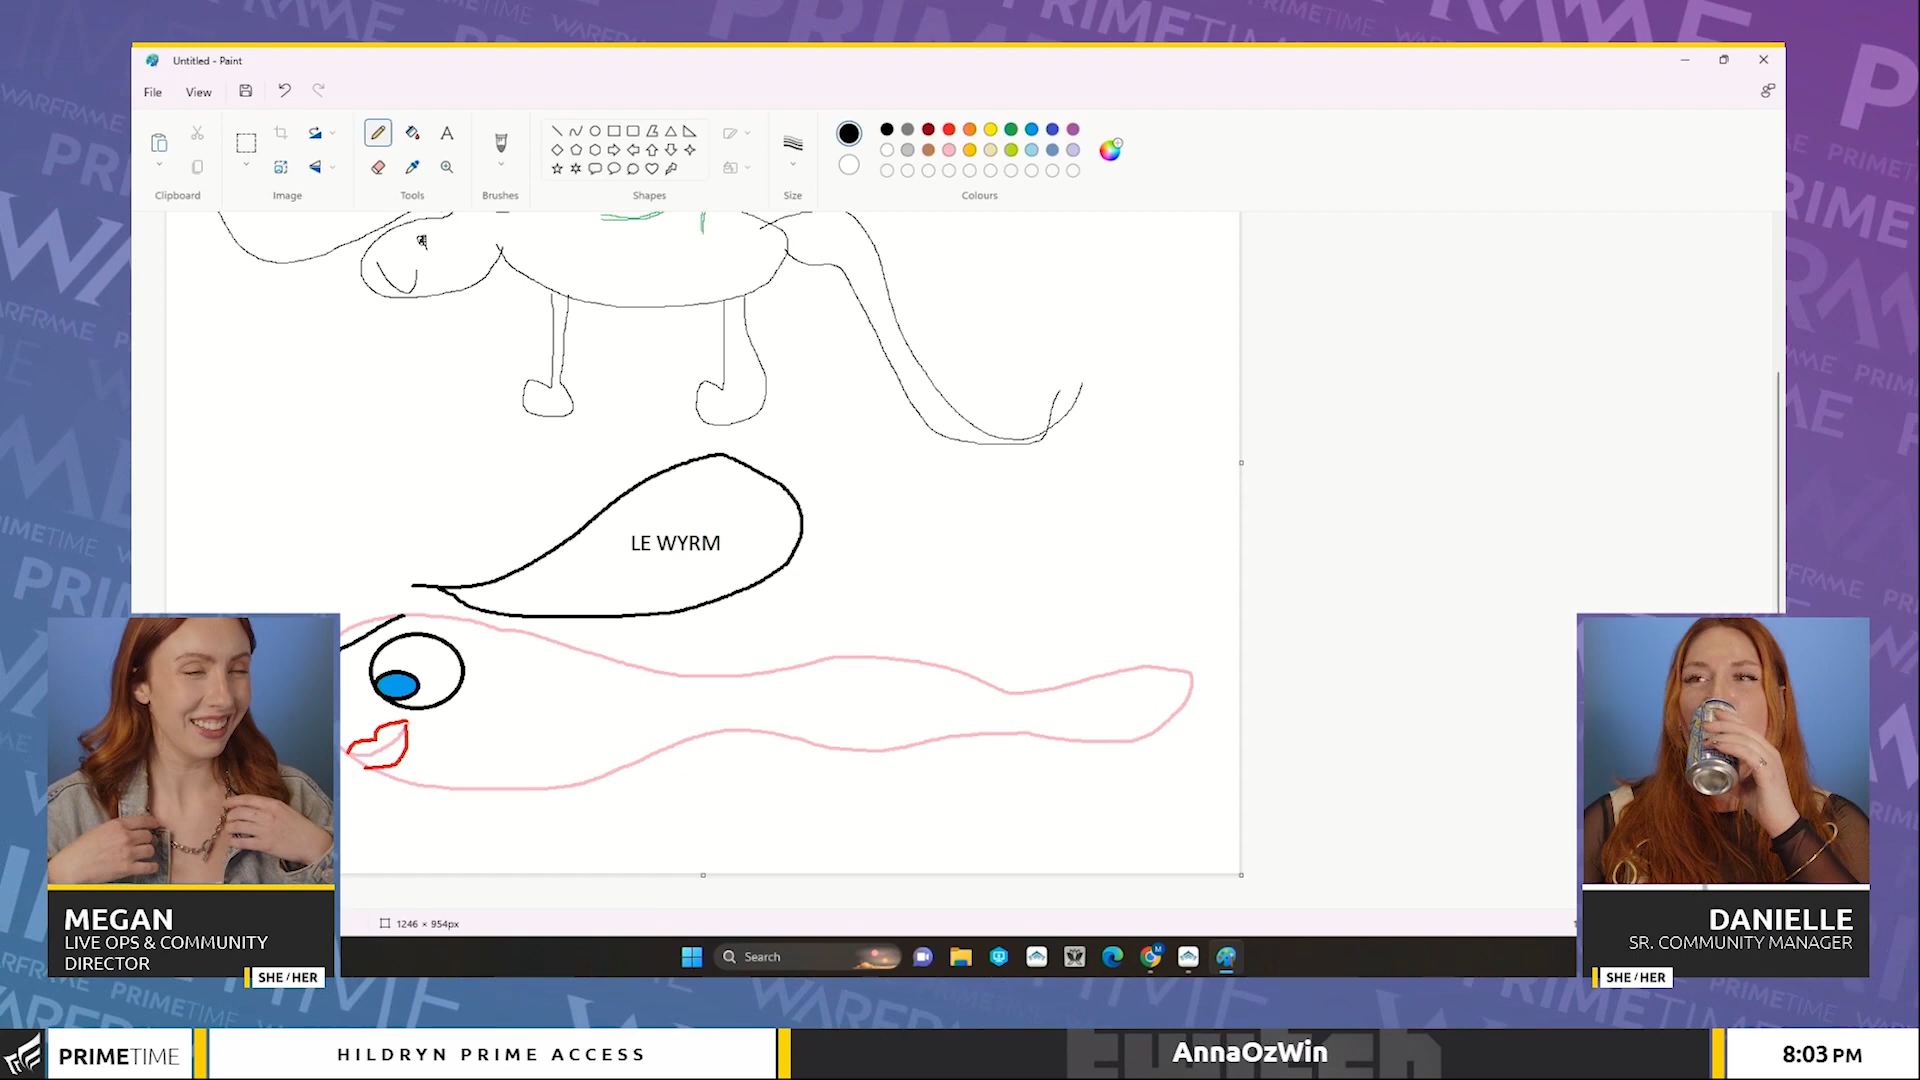 Untitled - Paint
File View
Clipboard Image Tools Brushes Shapes Size Colours
LE WYRM
1246 × 954px
Search
MEGAN
LIVE OPS & COMMUNITY
DIRECTOR
SHE/HER
DANIELLE
SR. COMMUNITY MANAGER
SHE/HER
PRIMETIME
HILDRYN PRIME ACCESS
AnnaOzWin
8:03 PM